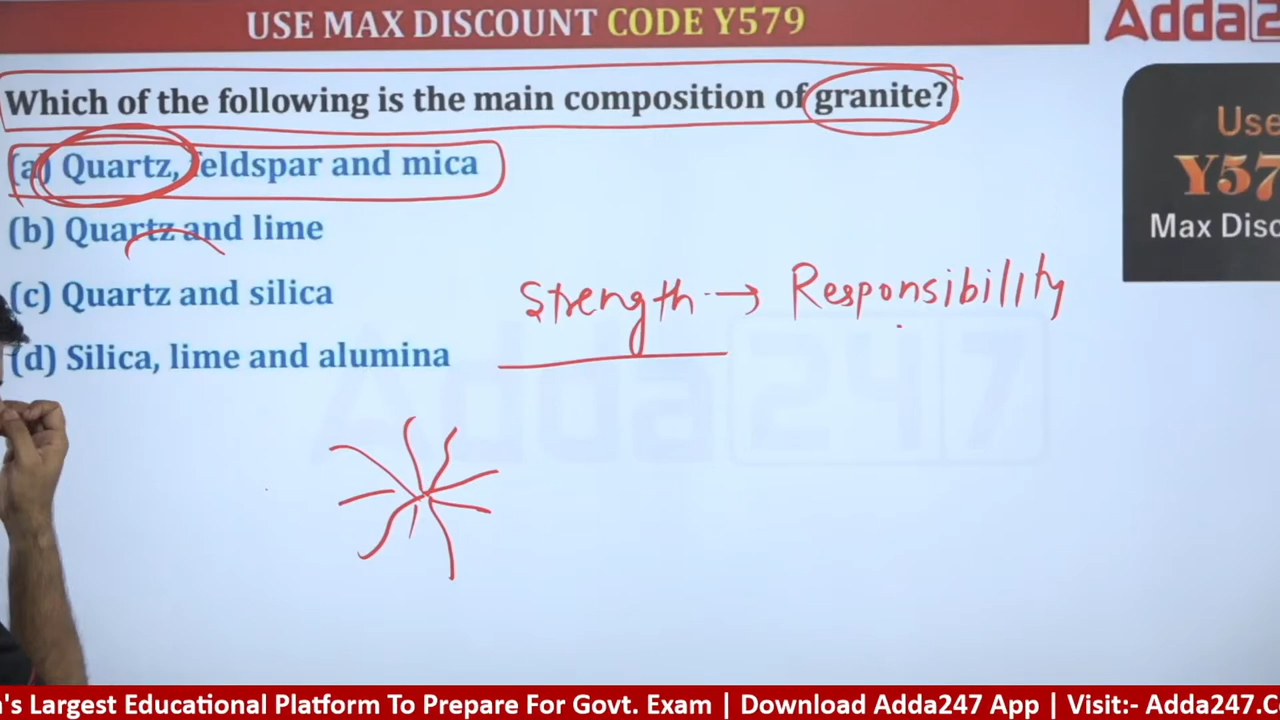 USE MAX DISCOUNT CODE Y579
Adda2
Which of the following is the main composition of granite?
Use
(a) Quartz, feldspar and mica
Y57
Max Disc
(b) Quartz and lime
(c) Quartz and silica
Strength → Responsibility
(d) Silica, lime and alumina
Adda247
's Largest Educational Platform To Prepare For Govt. Exam | Download Adda247 App | Visit:- Adda247.C